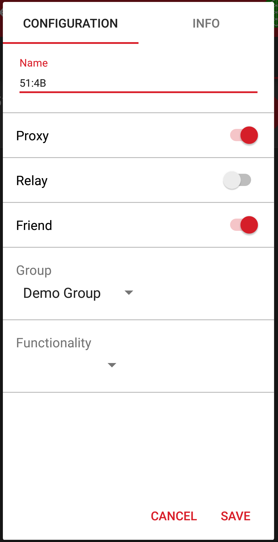 CONFIGURATION INFO
Name
51:4B
Proxy
Relay
Friend
Group
Demo Group
Functionality
CANCEL SAVE